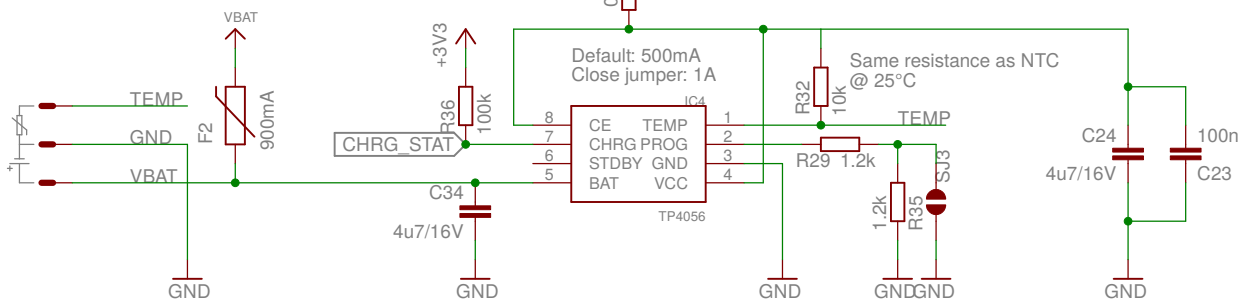 VBAT
+3V3
Default: 500mA
Close jumper: 1A
Same resistance as NTC
@ 25°C
TEMP
GND
VBAT
F2
900mA
R36
100k
CHRG_STAT
C34
4u7/16V
IC4
8 CE TEMP 1
7 CHRG PROG 2
6 STDBY GND 3
5 BAT VCC 4
TP4056
R32
10k
TEMP
R29 1.2k
1.2k
R35
SJ3
C24
4u7/16V
100n
C23
GND
GND
GND
GND
GND
GND